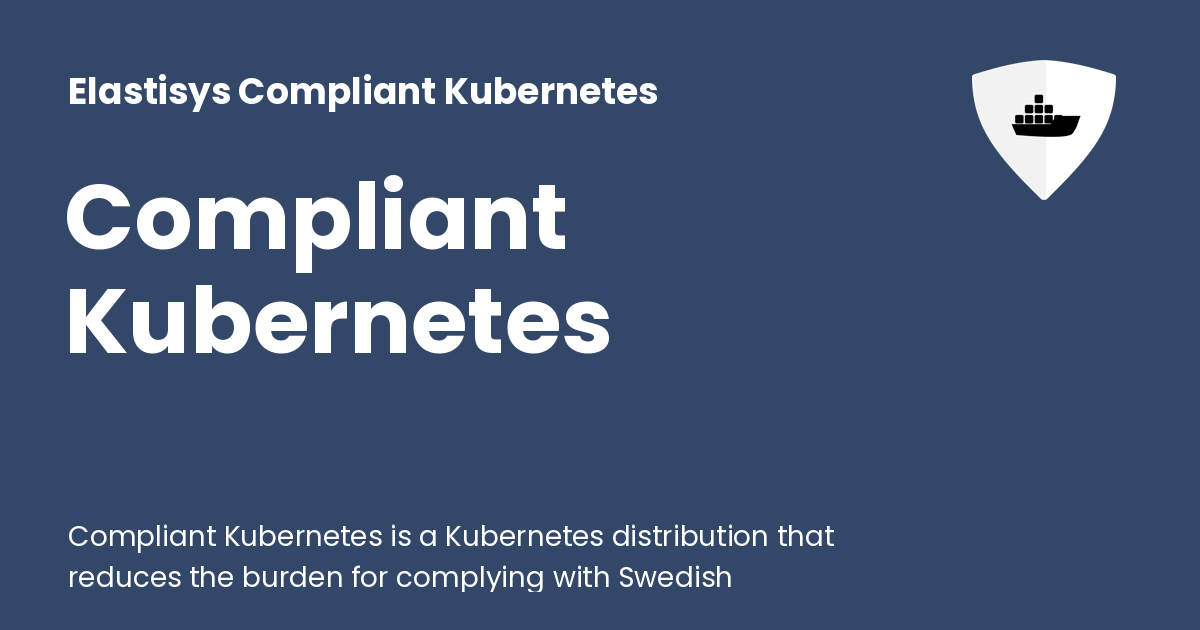 Elastisys Compliant Kubernetes
Compliant
Kubernetes
Compliant Kubernetes is a Kubernetes distribution that
reduces the burden for complying with Swedish